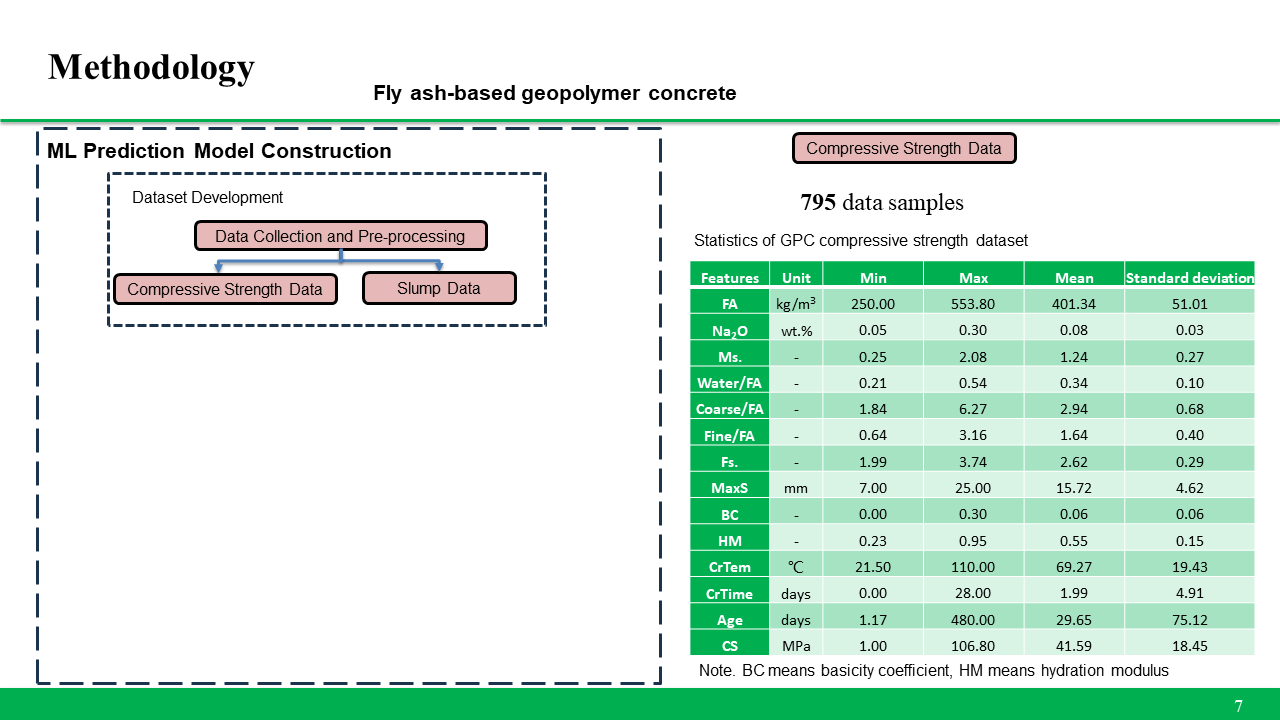 Methodology
Fly ash-based geopolymer concrete
ML Prediction Model Construction
Dataset Development
Data Collection and Pre-processing
Compressive Strength Data
Slump Data
Compressive Strength Data
795 data samples
Statistics of GPC compressive strength dataset
Features Unit Min Max Mean Standard deviation
FA kg/m³ 250.00 553.80 401.34 51.01
Na₂O wt.% 0.05 0.30 0.08 0.03
Ms. - 0.25 2.08 1.24 0.27
Water/FA - 0.21 0.54 0.34 0.10
Coarse/FA - 1.84 6.27 2.94 0.68
Fine/FA - 0.64 3.16 1.64 0.40
Fs. - 1.99 3.74 2.62 0.29
MaxS mm 7.00 25.00 15.72 4.62
BC - 0.00 0.30 0.06 0.06
HM - 0.23 0.95 0.55 0.15
CrTem ℃ 21.50 110.00 69.27 19.43
CrTime days 0.00 28.00 1.99 4.91
Age days 1.17 480.00 29.65 75.12
CS MPa 1.00 106.80 41.59 18.45
Note. BC means basicity coefficient, HM means hydration modulus
7